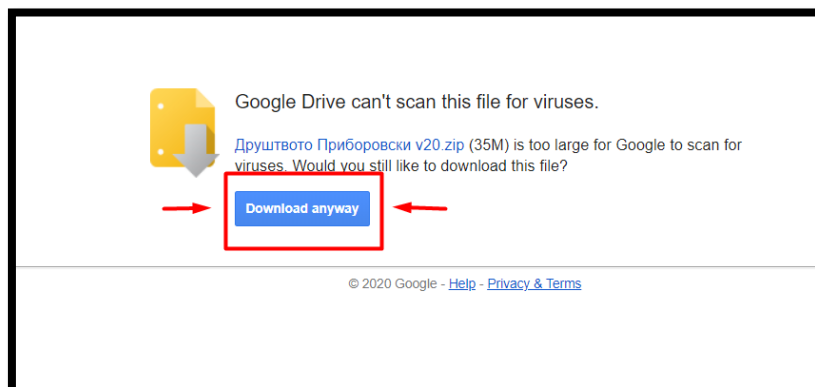 Google Drive can't scan this file for viruses.
Друштвото Приборовски v20.zip (35M) is too large for Google to scan for
viruses. Would you still like to download this file?
Download anyway
© 2020 Google - Help - Privacy & Terms